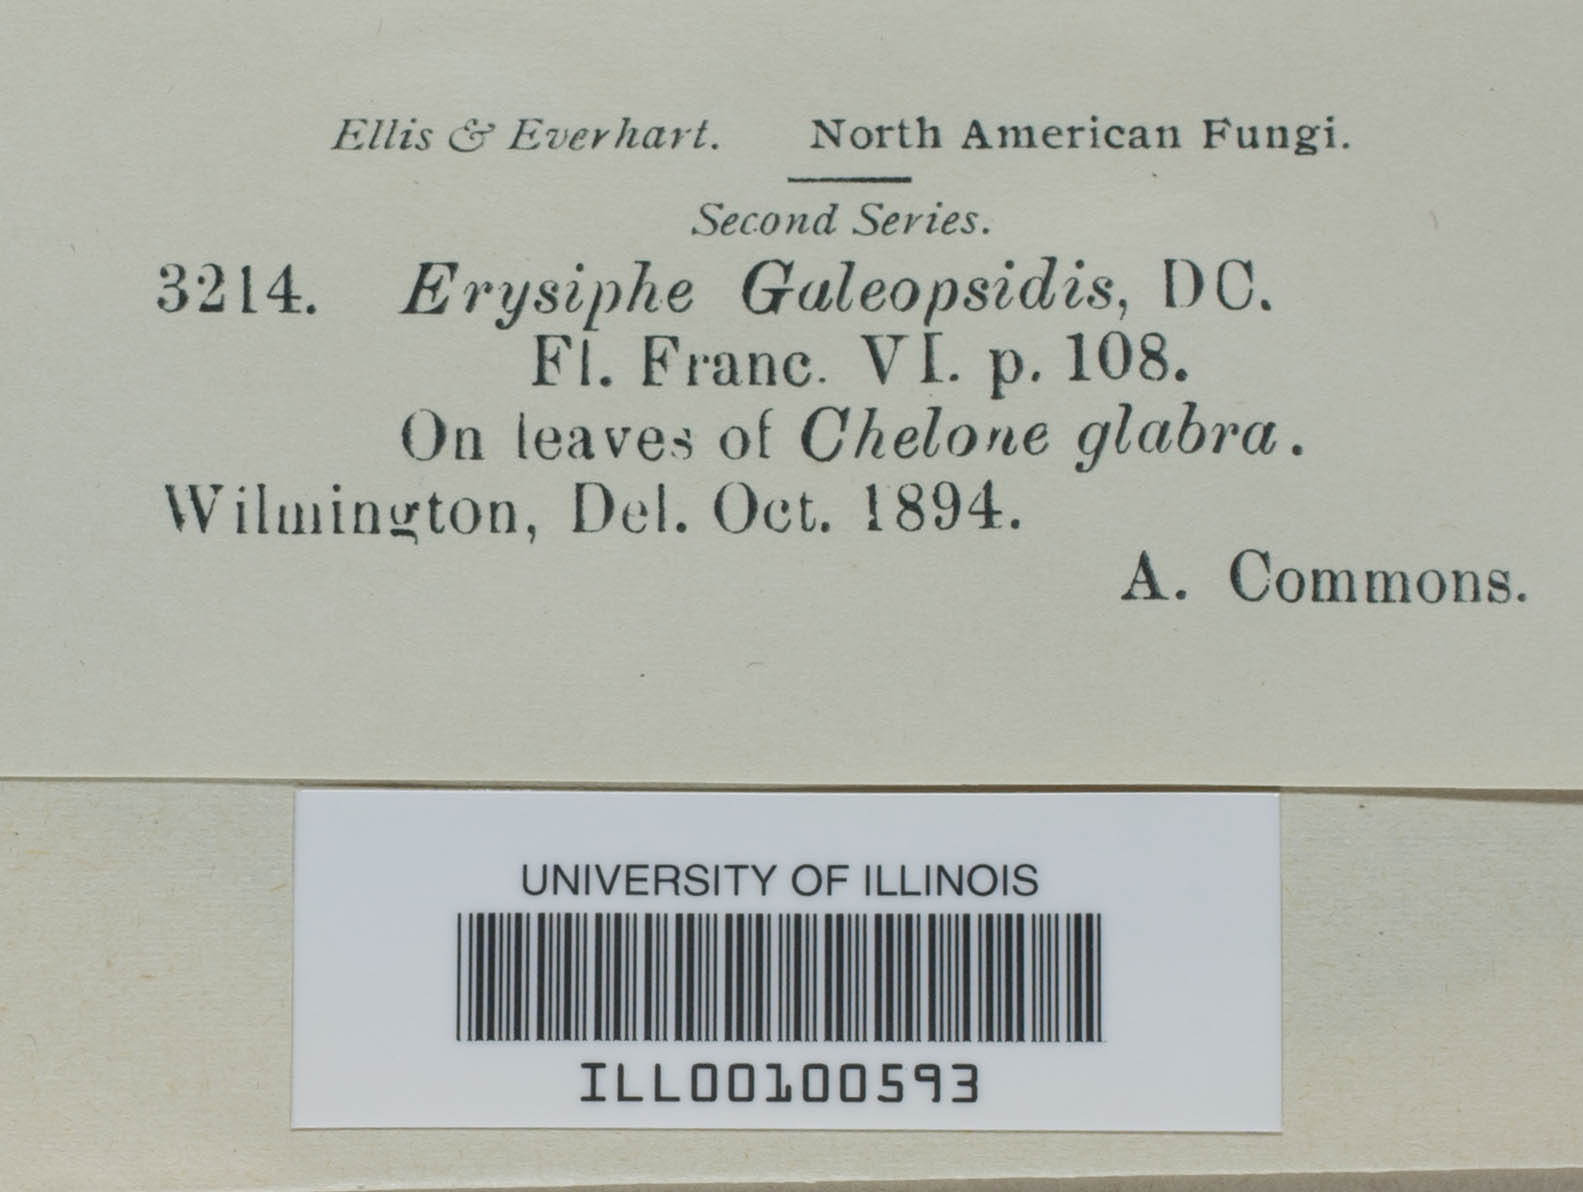 Ellis & Everhart. North American Fungi.
Second Series.
3214. Erysiphe Galeopsidis, DC.
Fl. Franc. VI. p. 108.
On leaves of Chelone glabra.
Wilmington, Del. Oct. 1894.
A. Commons.
UNIVERSITY OF ILLINOIS
ILL00100593